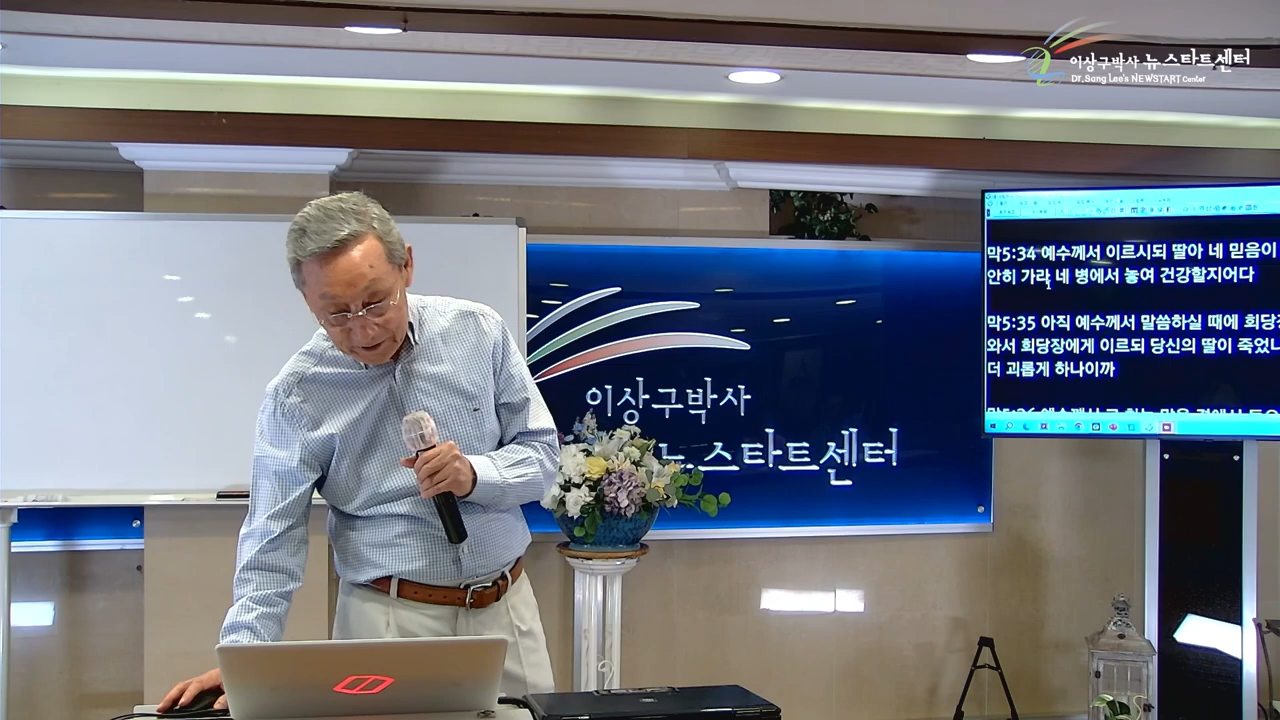 이상구박사 뉴스타트센터
Dr. Sang Lee's NEWSTART Center
막5:34 예수께서 이르시되 딸아 네 믿음이
안히 가라 네 병에서 놓여 건강할지어다
막5:35 아직 예수께서 말씀하실 때에 회당장
와서 회당장에게 이르되 당신의 딸이 죽었나
더 괴롭게 하나이까
이상구박사
뉴스타트센터